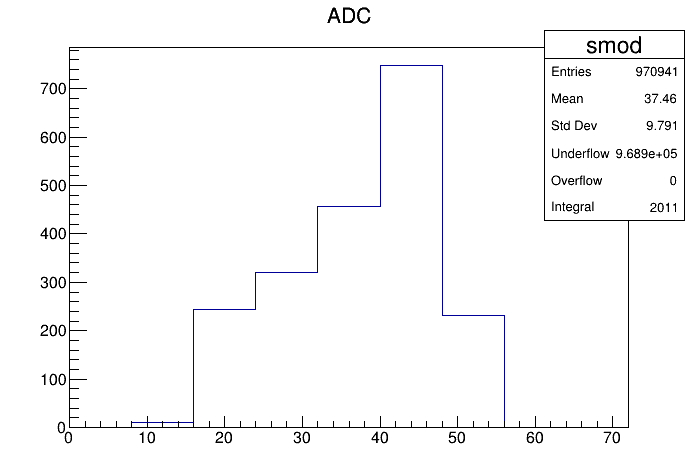 ADC
smod
Entries 970941
Mean 37.46
Std Dev 9.791
Underflow 9.689e+05
Overflow 0
Integral 2011
700
600
500
400
300
200
100
0
0 10 20 30 40 50 60 70